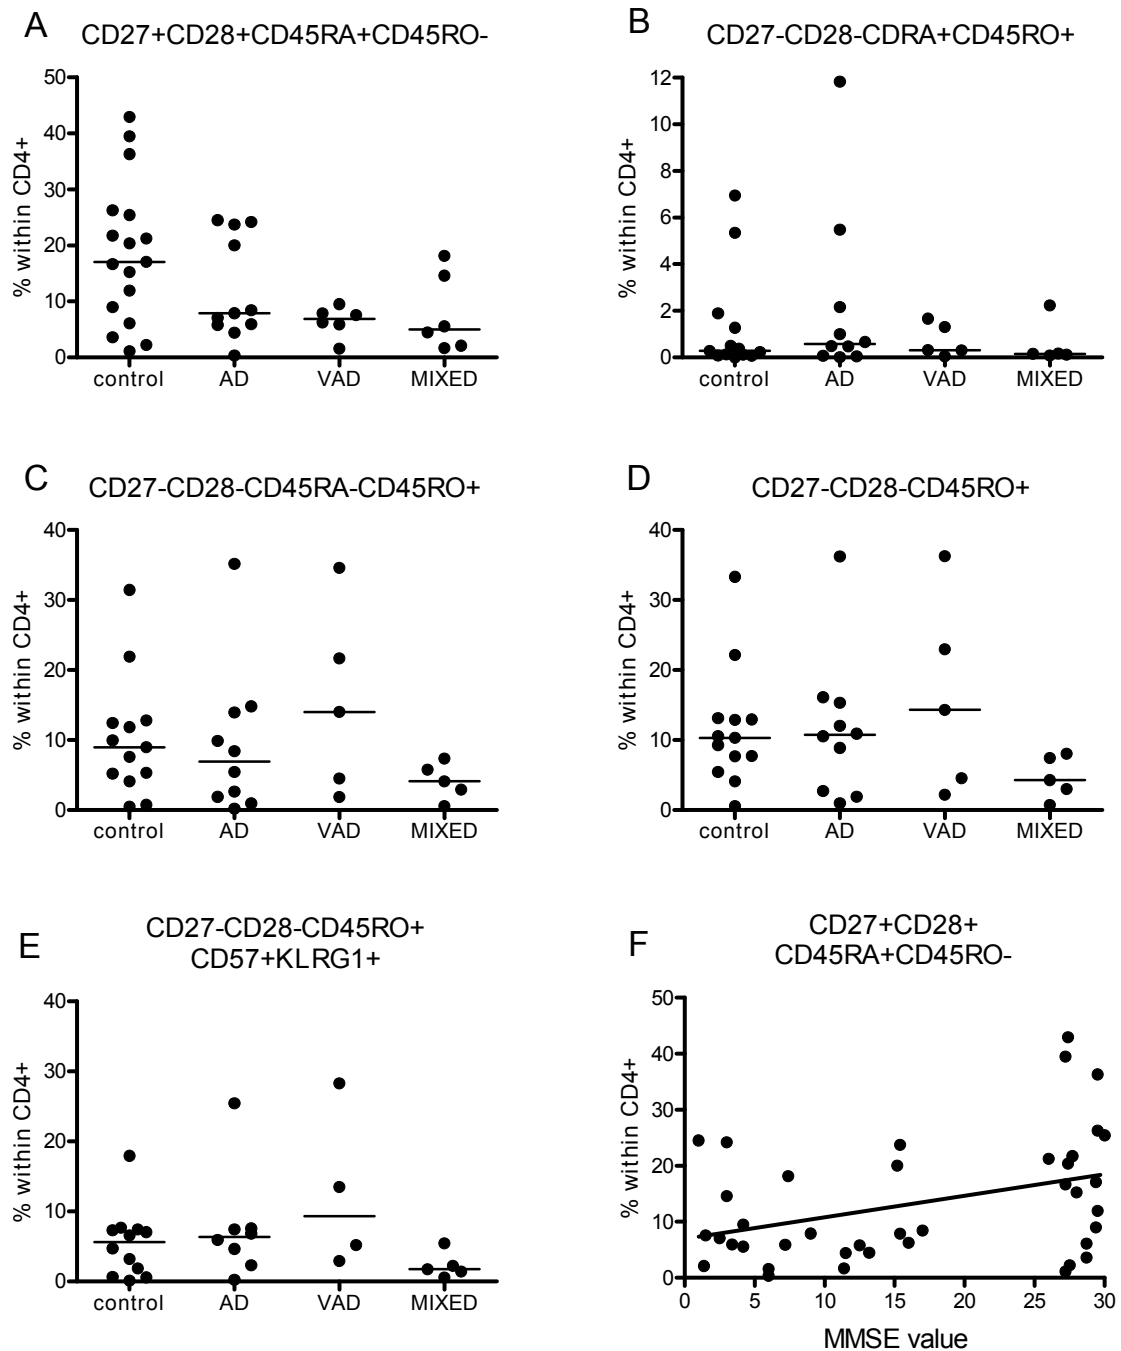 A
CD27+CD28+CD45RA+CD45RO-
50
40
30
20
10
0
% within CD4+
control
AD
VAD
MIXED
B
CD27-CD28-CDRA+CD45RO+
12
10
8
6
4
2
0
% within CD4+
control
AD
VAD
MIXED
C
CD27-CD28-CD45RA-CD45RO+
40
30
20
10
0
% within CD4+
control
AD
VAD
MIXED
D
CD27-CD28-CD45RO+
40
30
20
10
0
% within CD4+
control
AD
VAD
MIXED
E
CD27-CD28-CD45RO+
CD57+KLRG1+
40
30
20
10
0
% within CD4+
control
AD
VAD
MIXED
F
CD27+CD28+
CD45RA+CD45RO-
50
40
30
20
10
0
% within CD4+
0
5
10
15
20
25
30
MMSE value